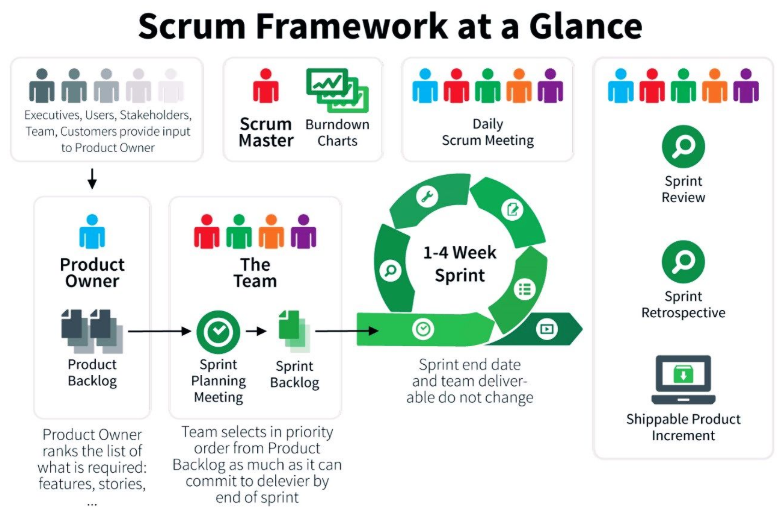 Scrum Framework at a Glance
Executives, Users, Stakeholders,
Team, Customers provide input
to Product Owner
Scrum
Master
Burndown
Charts
Daily
Scrum Meeting
Product
Owner
Product
Backlog
Product Owner
ranks the list of
what is required:
features, stories,
...
The
Team
Sprint
Planning
Meeting
Sprint
Backlog
Team selects in priority
order from Product
Backlog as much as it can
commit to delevier by
end of sprint
1-4 Week
Sprint
Sprint end date
and team deliver-
able do not change
Sprint
Review
Sprint
Retrospective
Shippable Product
Increment